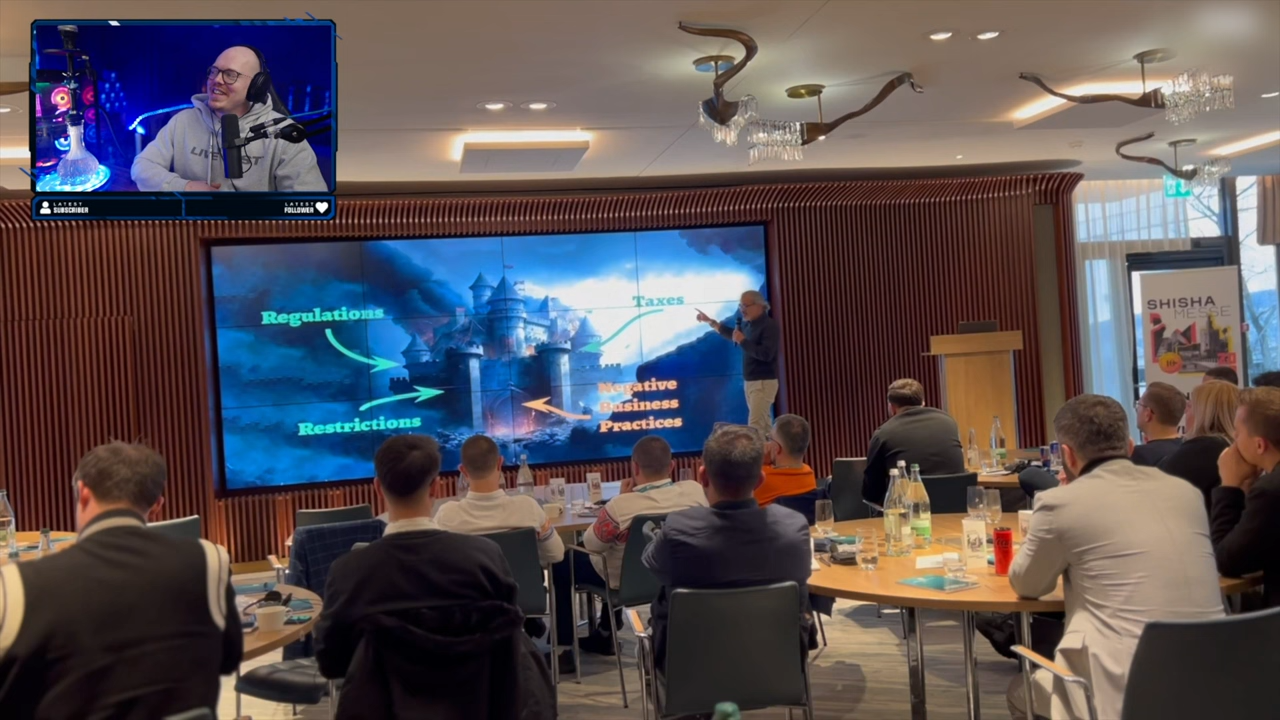 LATEST
SUBSCRIBER
LATEST
FOLLOWER
Regulations
Taxes
Restrictions
Negative
Business
Practices
SHISHA
MESSE